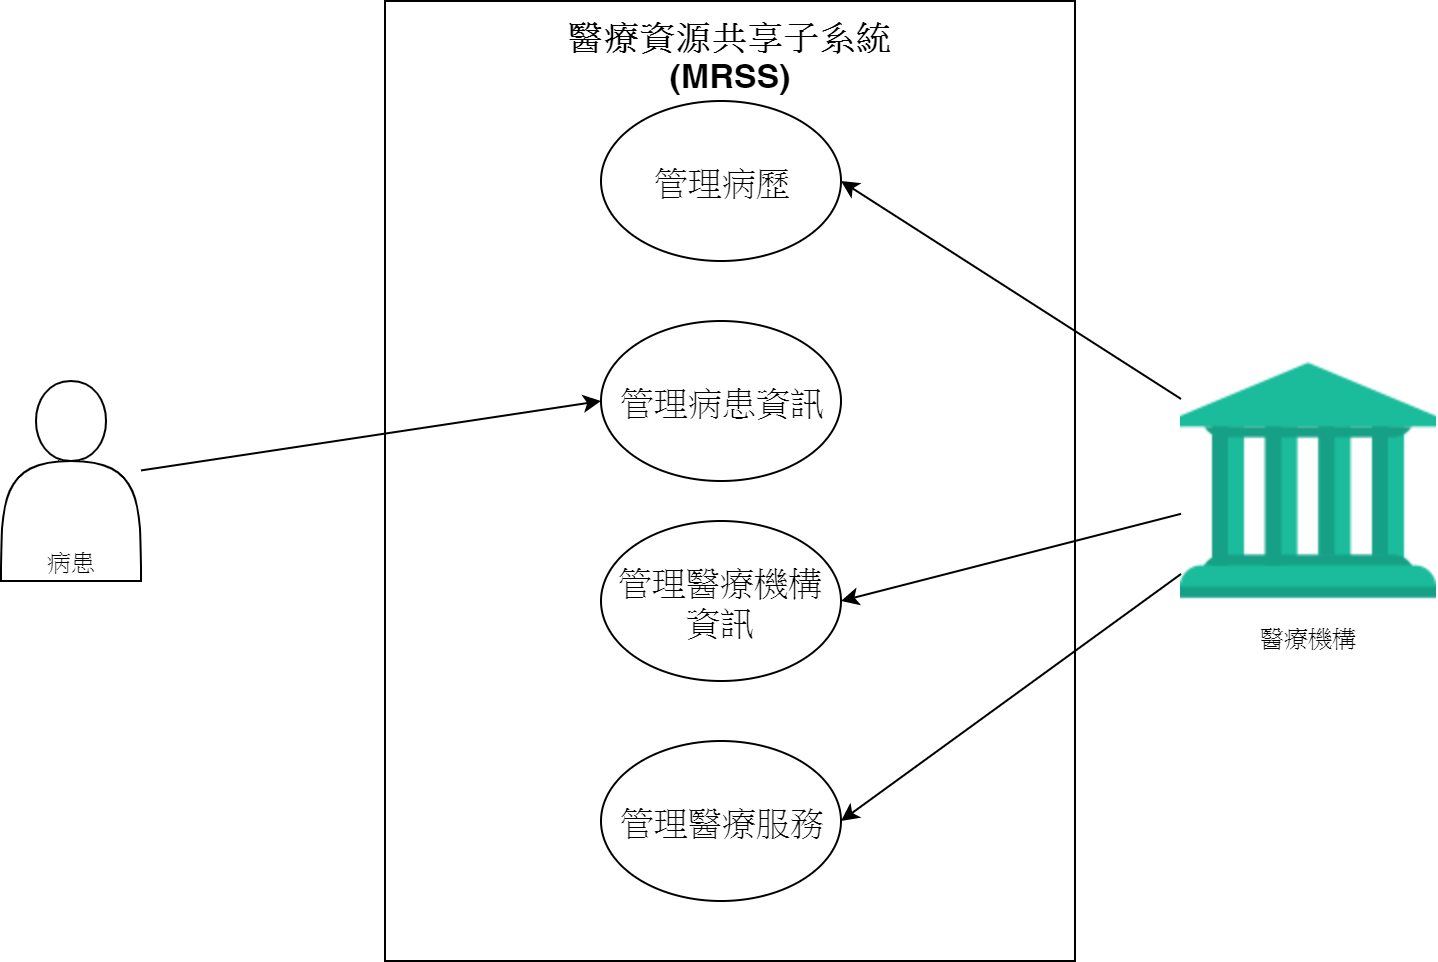 醫療資源共享子系統
(MRSS)
管理病歷
管理病患資訊
病患
管理醫療機構
資訊
醫療機構
管理醫療服務